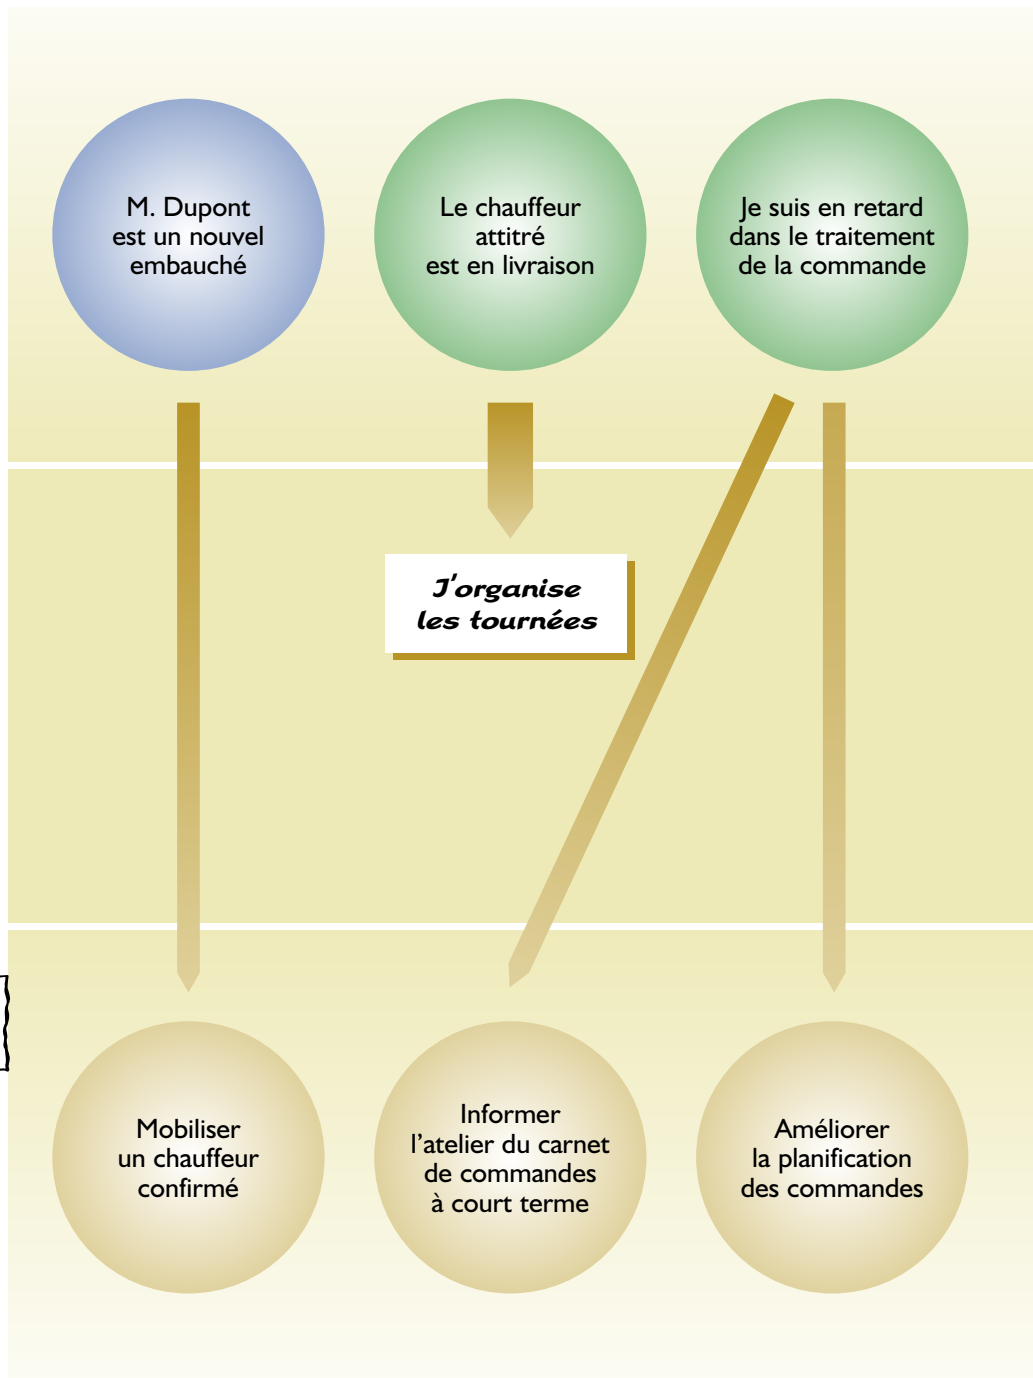 M. Dupont
est un nouvel
embauché
Le chauffeur
attitré
est en livraison
Je suis en retard
dans le traitement
de la commande
J'organise
les tournées
Mobiliser
un chauffeur
confirmé
Informer
l’atelier du carnet
de commandes
à court terme
Améliorer
la planification
des commandes